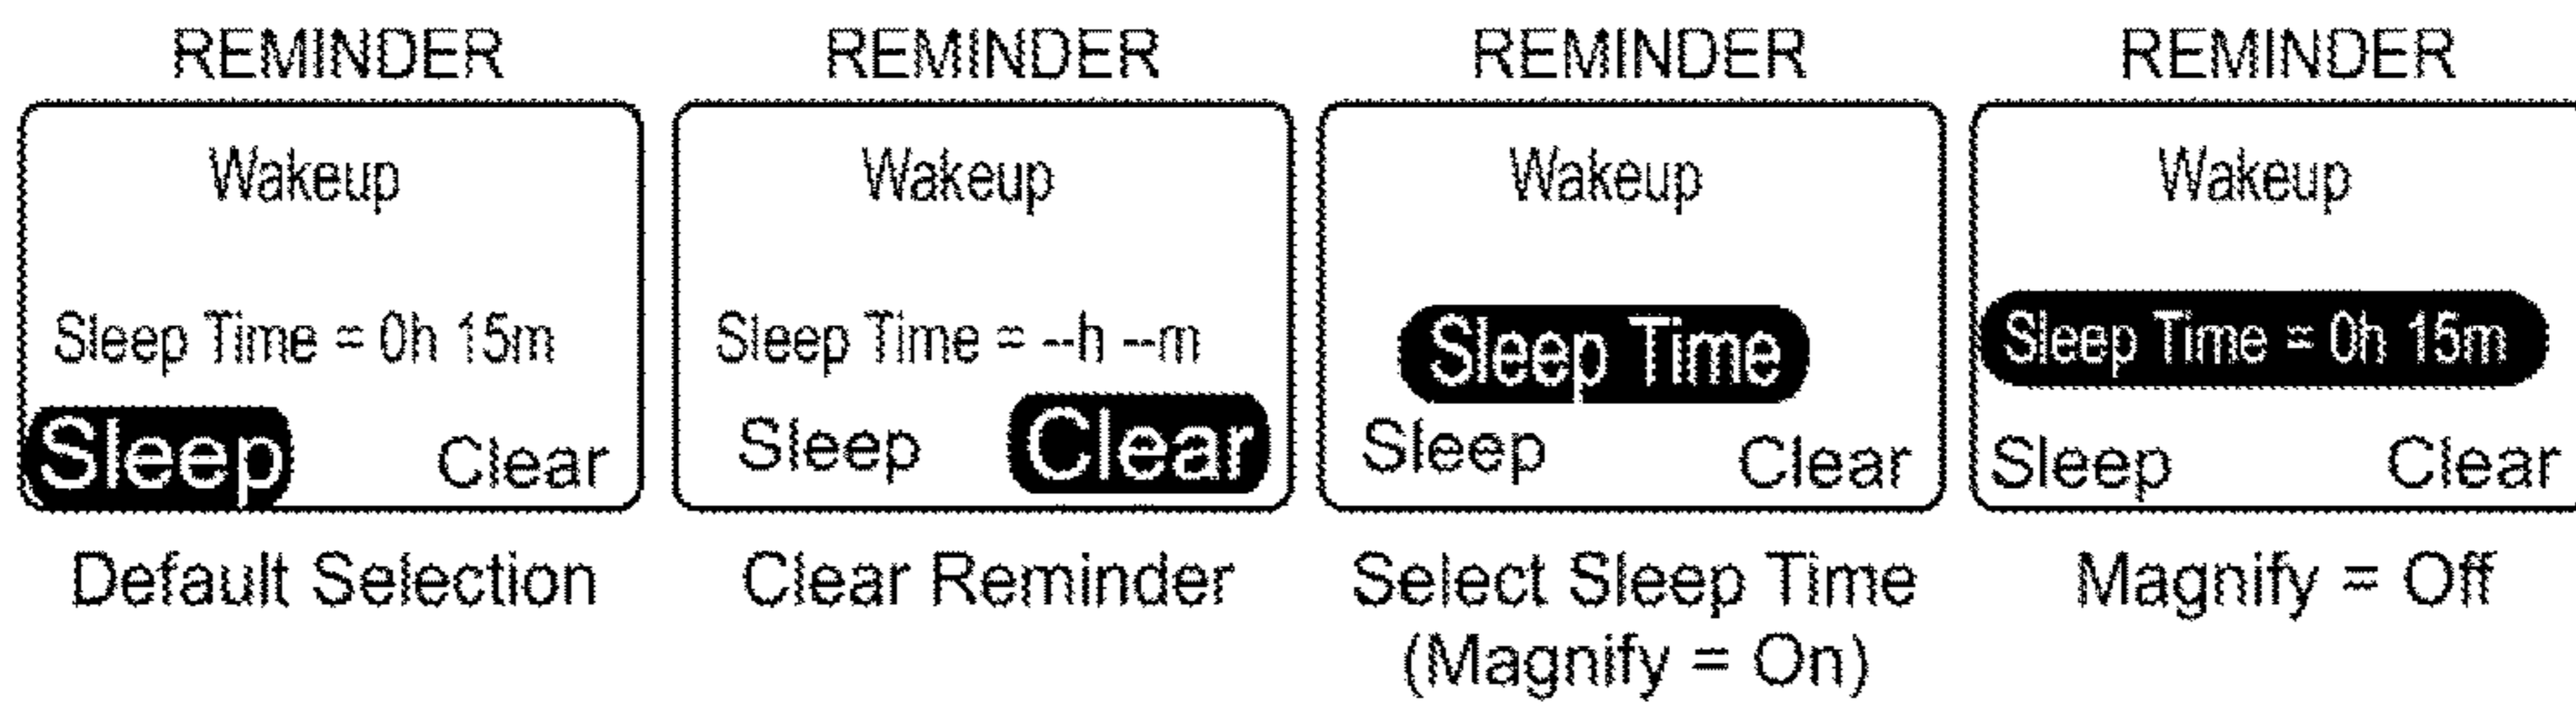 REMINDER
Wakeup
Sleep Time = 0h 15m
Sleep Clear
Default Selection
REMINDER
Wakeup
Sleep Time = --h --m
Sleep Clear
Clear Reminder
REMINDER
Wakeup
Sleep Time
Sleep Clear
Select Sleep Time
(Magnify = On)
REMINDER
Wakeup
Sleep Time = 0h 15m
Sleep Clear
Magnify = Off